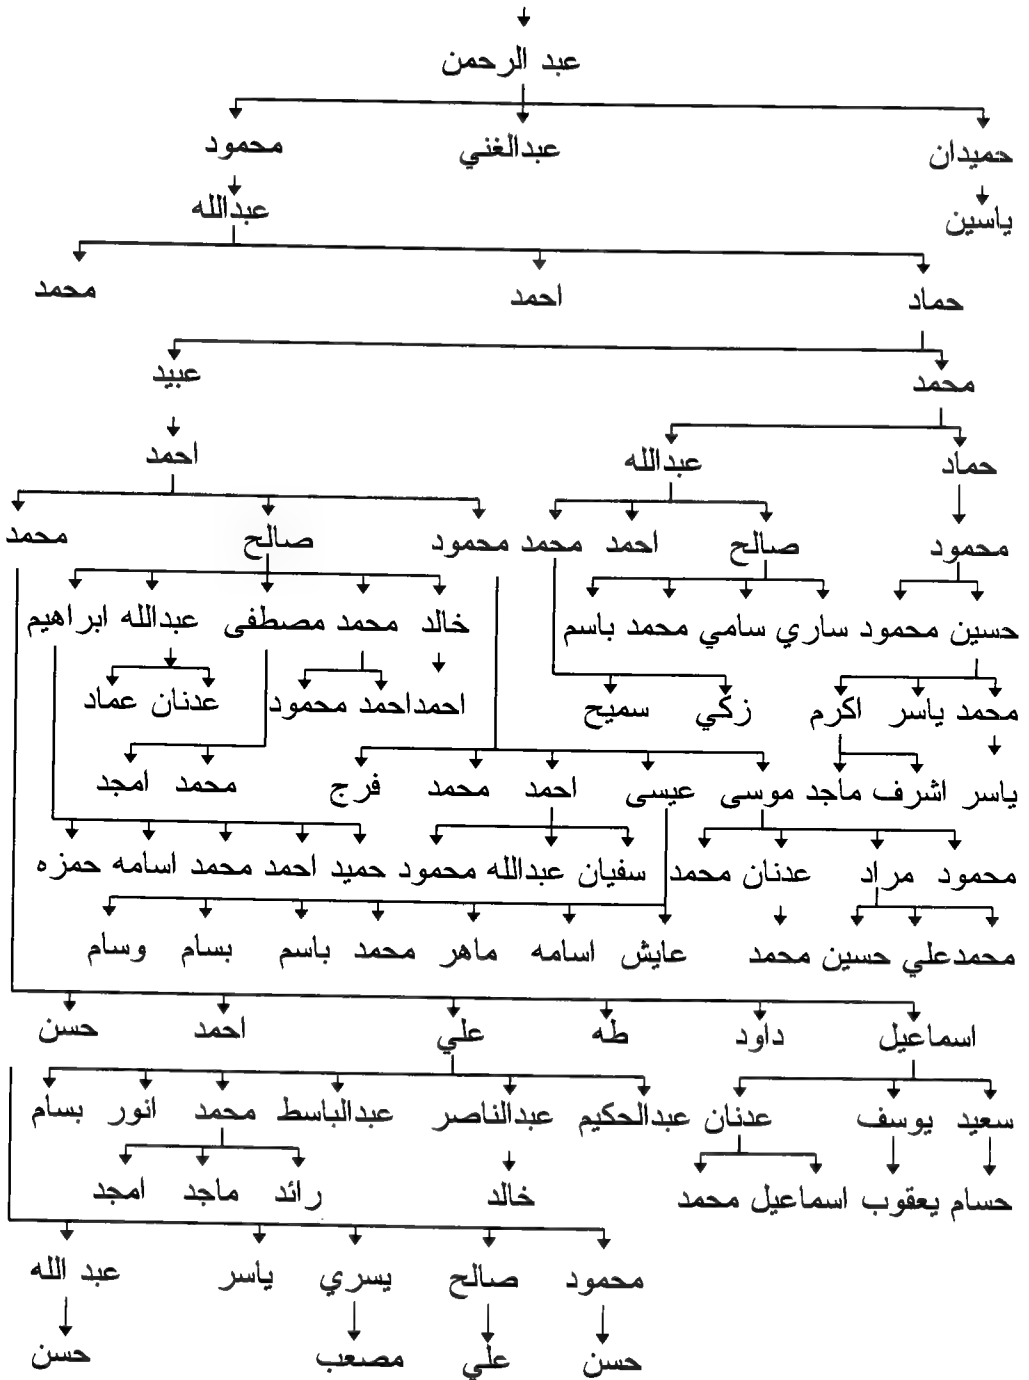 عبد الرحمن
حميدان عبدالغني محمود
ياسين عبدالله
حماد احمد محمد
محمد عبيد
حماد عبدالله احمد
محمود صالح احمد محمد محمود صالح محمد
حسين محمود ساري سامي محمد باسم خالد محمد مصطفى عبدالله ابراهيم
محمد ياسر اكرم زكي سميح احمد احمد محمود عدنان عماد
ياسر اشرف ماجد موسى عيسى احمد محمد فرج محمد امجد
محمود مراد عدنان محمد سفيان عبدالله محمود حميد احمد محمد اسامه حمزه
محمد علي حسين محمد عايش اسامه ماهر محمد باسم بسام وسام
اسماعيل داود طه علي احمد حسن
سعيد يوسف عدنان عبدالحكيم عبدالناصر عبدالباسط محمد انور بسام
حسام يعقوب اسماعيل محمد خالد رائد ماجد امجد
محمود صالح يسري ياسر عبد الله
حسن علي مصعب حسن